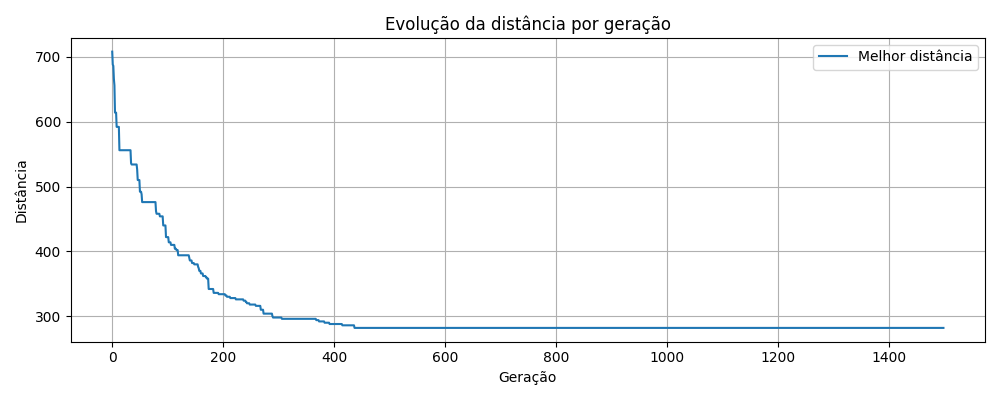 Evolução da distância por geração
Melhor distância
Distância
700
600
500
400
300
0 200 400 600 800 1000 1200 1400
Geração